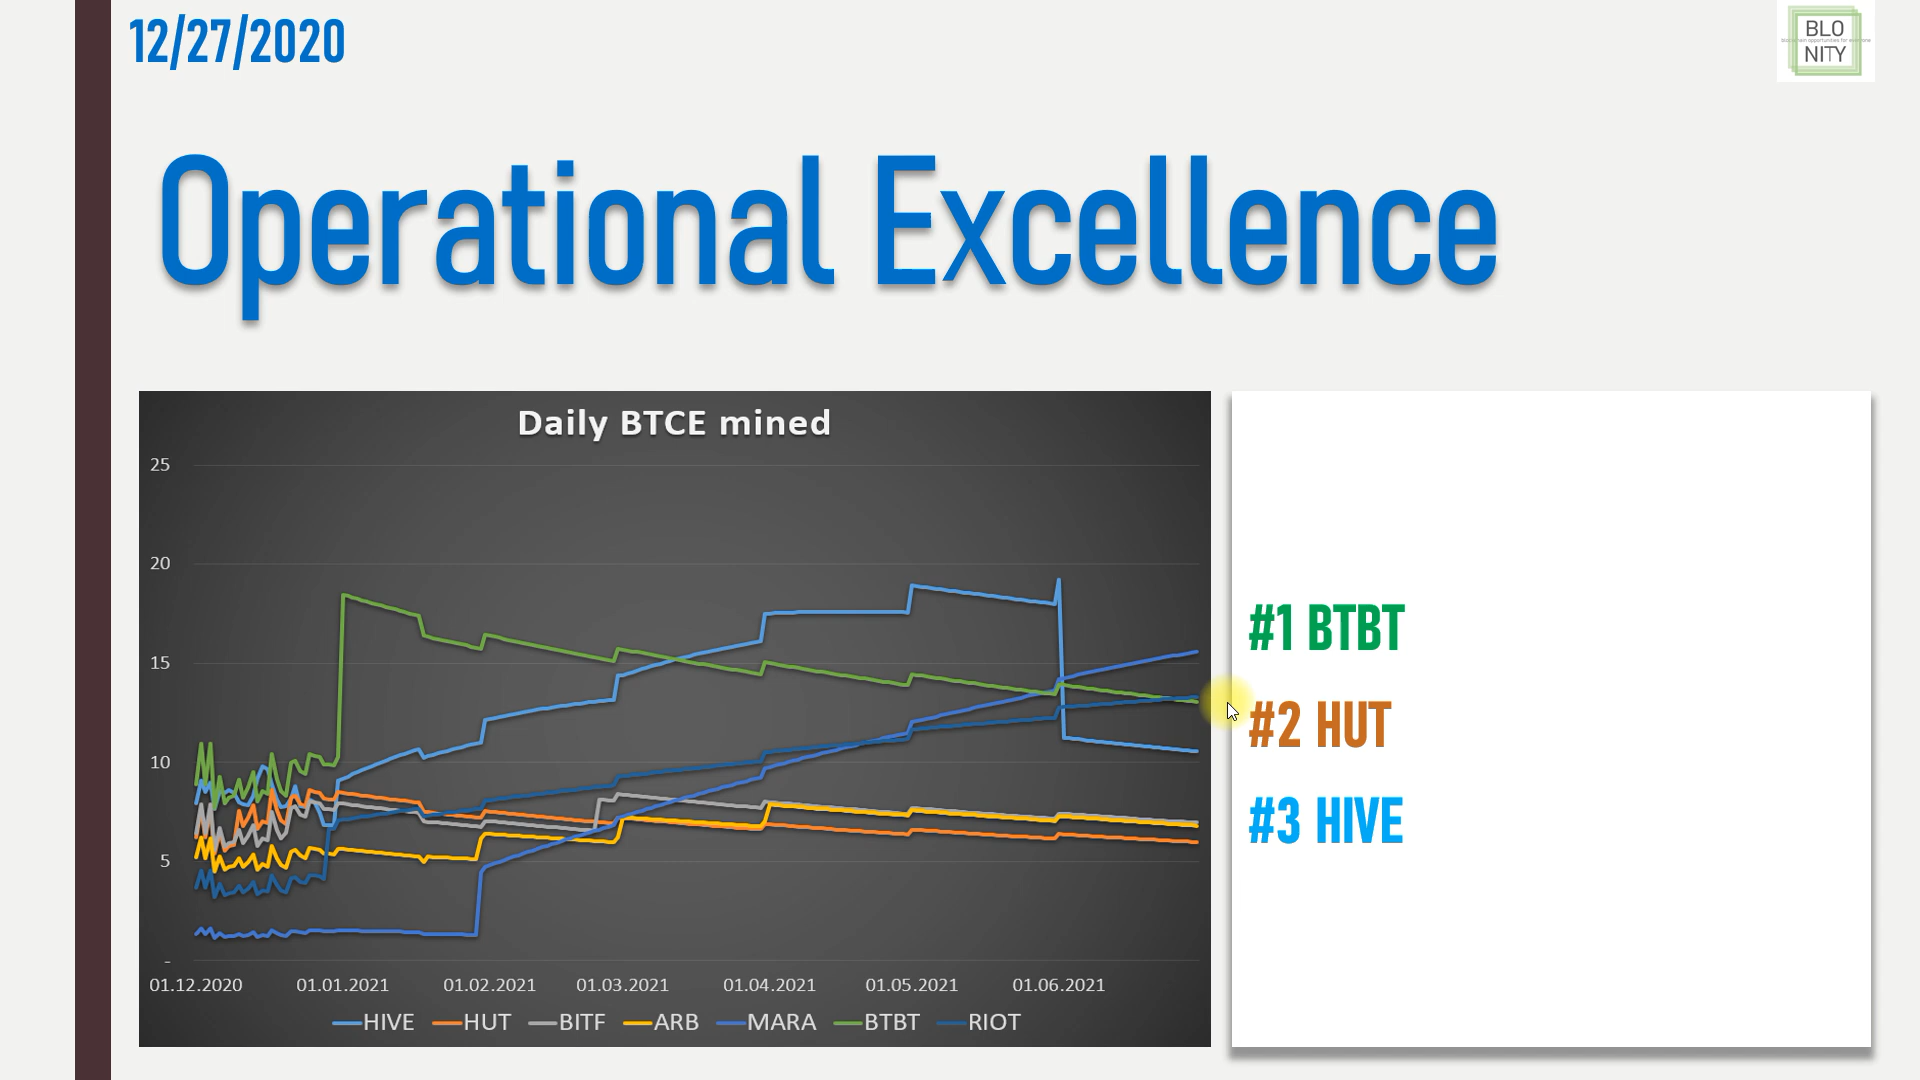 12/27/2020
BLO
NITY
Operational Excellence
Daily BTCE mined
25
20
15
10
5
-
01.12.2020 01.01.2021 01.02.2021 01.03.2021 01.04.2021 01.05.2021 01.06.2021
HIVE HUT BITF ARB MARA BTBT RIOT
#1 BTBT
#2 HUT
#3 HIVE